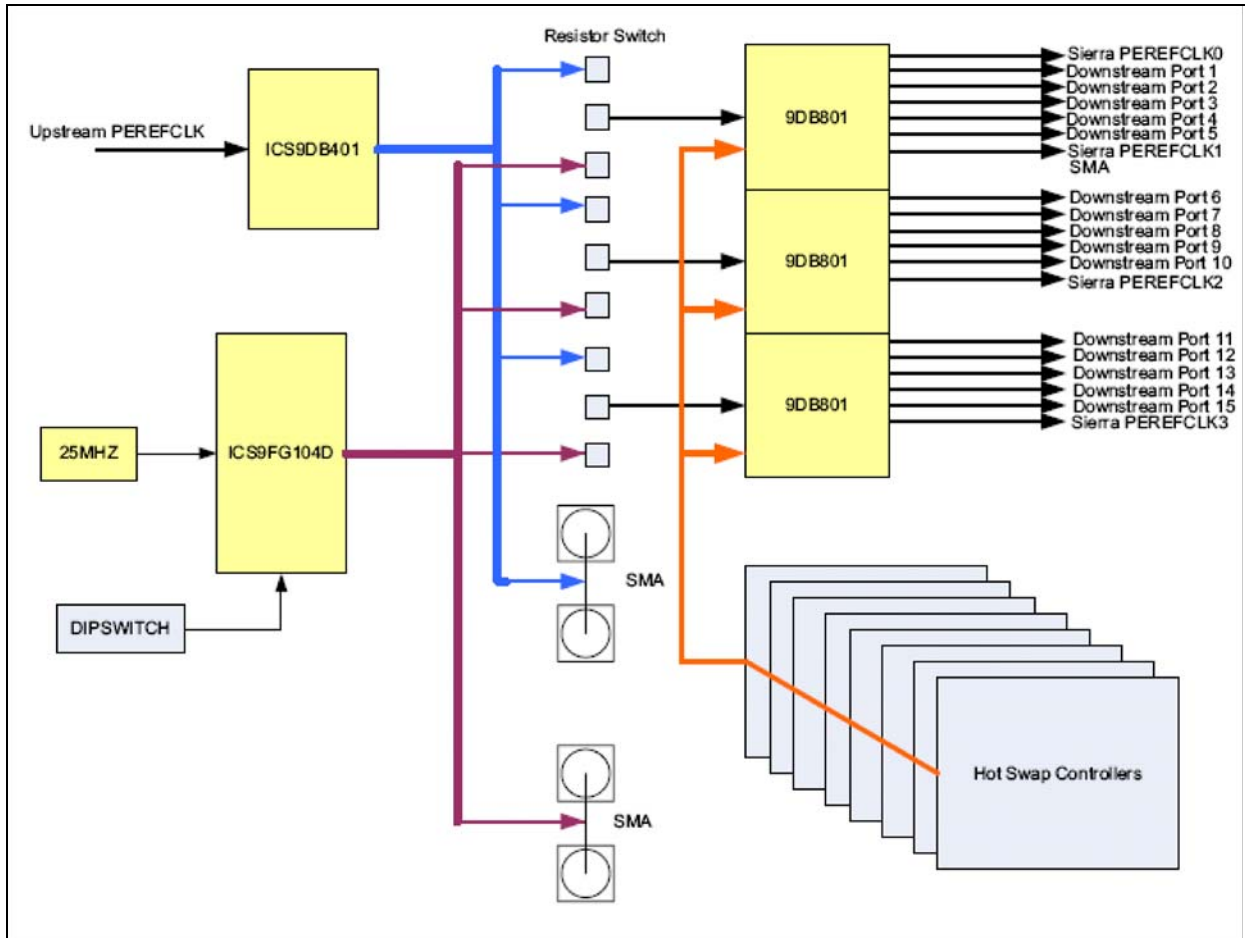 Resistor Switch
Upstream PEREFCLK
ICS9DB401
9DB801
Sierra PEREFCLK0
Downstream Port 1
Downstream Port 2
Downstream Port 3
Downstream Port 4
Downstream Port 5
Sierra PEREFCLK1
SMA
9DB801
Downstream Port 6
Downstream Port 7
Downstream Port 8
Downstream Port 9
Downstream Port 10
Sierra PEREFCLK2
9DB801
Downstream Port 11
Downstream Port 12
Downstream Port 13
Downstream Port 14
Downstream Port 15
Sierra PEREFCLK3
25MHZ
ICS9FG104D
DIPSWITCH
SMA
SMA
Hot Swap Controllers